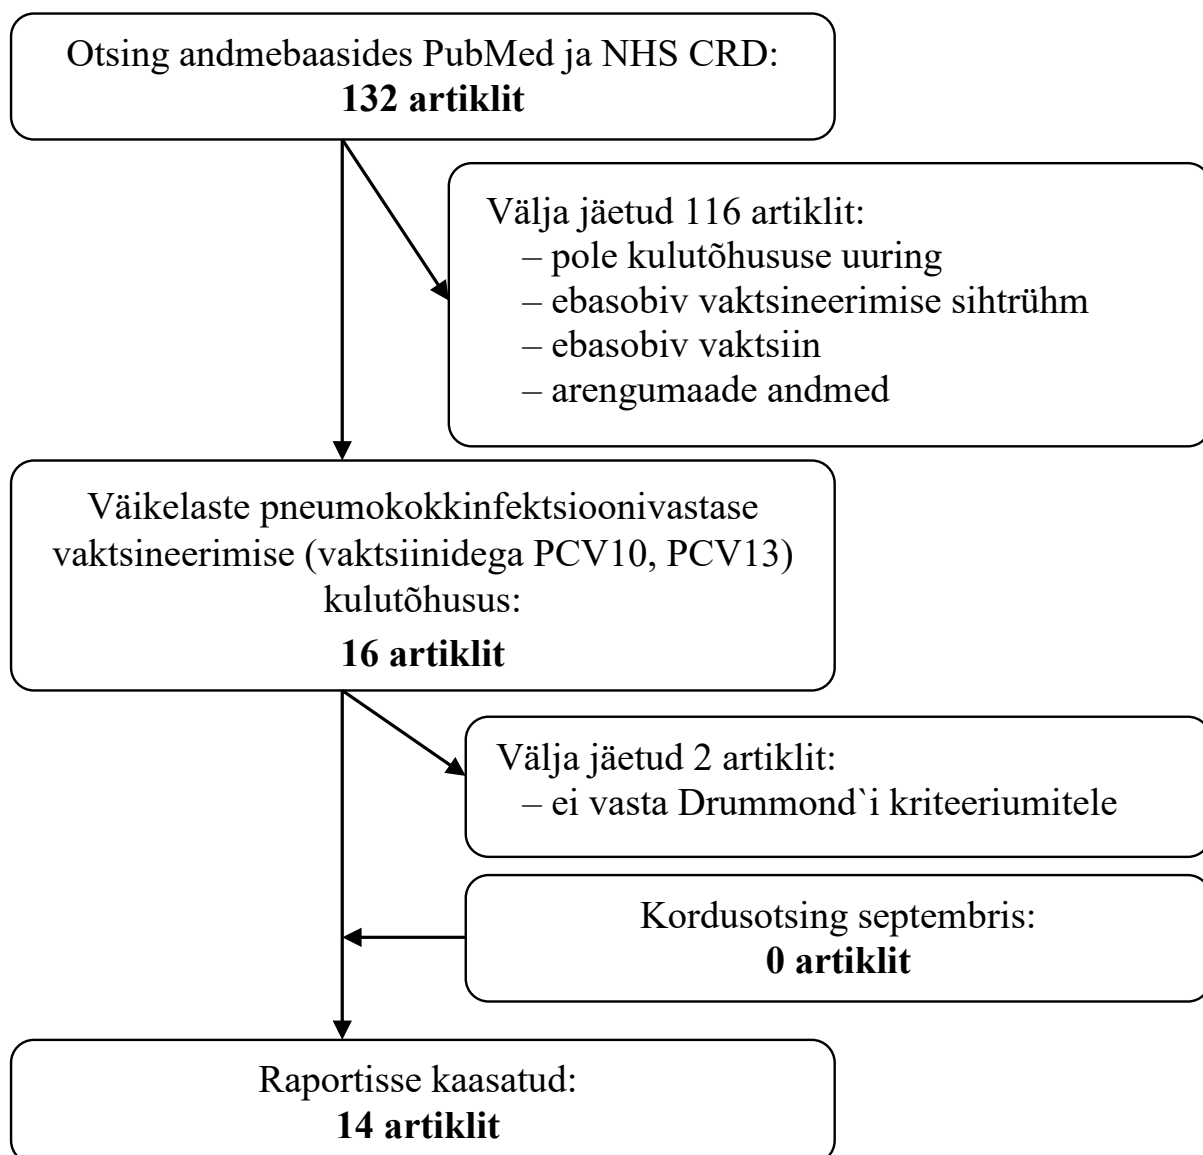 Otsing andmebaasides PubMed ja NHS CRD:
132 artiklit
Välja jäetud 116 artiklit:
– pole kulutõhususe uuring
– ebasobiv vaktsineerimise sihtrühm
– ebasobiv vaktsiin
– arengumaade andmed
Väikelaste pneumokokkinfektsioonivastase
vaktsineerimise (vaktsiinidega PCV10, PCV13)
kulutõhusus:
16 artiklit
Välja jäetud 2 artiklit:
– ei vasta Drummond`i kriteeriumitele
Kordusotsing septembris:
0 artiklit
Raportisse kaasatud:
14 artiklit